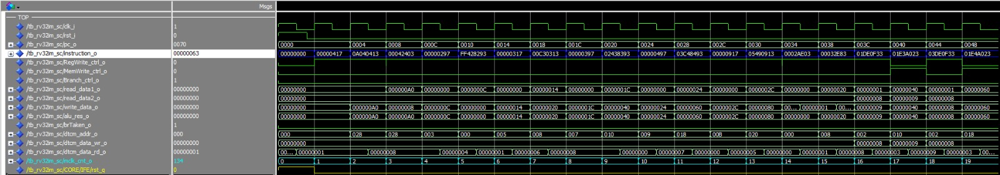 Msgs
TOP
/tb_rv32im_sc/clk_i 1
/tb_rv32im_sc/rst_i 0
/tb_rv32im_sc/pc_o 0070 0000 0004 0008 000C 0010 0014 0018 001C 0020 0024 0028 002C 0030 0034 0038 003C 0040 0044 0048
/tb_rv32im_sc/instruction_o 00000063 00000000 00000417 0A040413 00042403 00000297 FF428293 00000317 00C30313 00000397 02438393 00000497 03C48493 00000917 05490913 0002AE03 00032E83 01DE0F33 01E3A023 03DE0F33 01E4A023
/tb_rv32im_sc/RegWrite_ctrl_o 0
/tb_rv32im_sc/MemWrite_ctrl_o 0
/tb_rv32im_sc/Branch_ctrl_o 1
/tb_rv32im_sc/read_data1_o 00000000 00000000 000000A0 00000000 0000000C 00000000 00000014 00000000 0000001C 00000000 00000024 00000000 0000002C 00000000 00000020 00000001 00000040 00000001 00000060
/tb_rv32im_sc/read_data2_o 00000000 00000000 00000008 00000009 00000008
/tb_rv32im_sc/write_data_o 00000000 00000000 000000A0 00000008 0000000C 00000000 00000014 00000020 0000001C 00000040 00000024 00000060 0000002C 00000080 00... 00000001 00... 00000009 00000040 00000008 00000060
/tb_rv32im_sc/alu_res_o 00000000 00000000 000000A0 000000A0 0000000C 00000000 00000014 00000020 0000001C 00000040 00000024 00000060 0000002C 00000080 00000000 00000020 00000009 00000040 00000008 00000060
/tb_rv32im_sc/brTaken_o 1
/tb_rv32im_sc/dtcm_addr_o 000 000 028 028 003 000 005 008 007 010 009 018 00B 020 000 008 002 010 002 018
/tb_rv32im_sc/dtcm_data_wr_o 00000000 00000000 00000008 00000009 00000008
/tb_rv32im_sc/dtcm_data_rd_o 00000001 00... 00000001 00000008 00000004 00000001 00000006 00000008 00000000 00000007 00000000 00000005 00000000 00000001 00000008 00000003 00000009 00000003 00...
/tb_rv32im_sc/mclk_cnt_o 134 0 1 2 3 4 5 6 7 8 9 10 11 12 13 14 15 16 17 18 19
/tb_rv32im_sc/CORE/IFE/rst_q 0